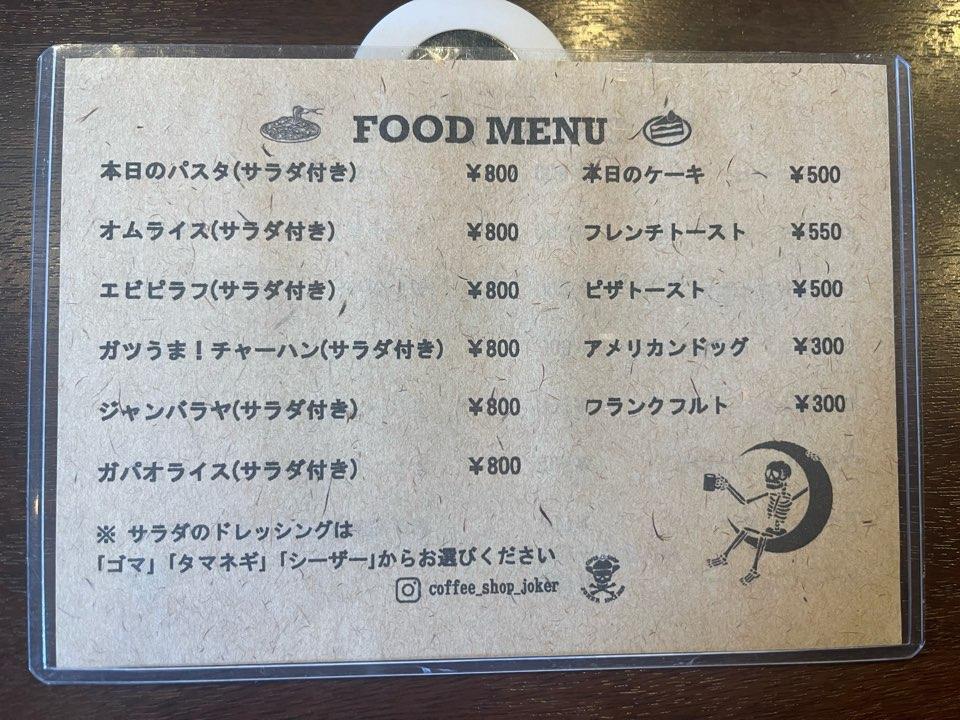 FOOD MENU
本日のパスタ(サラダ付き) ¥800
オムライス(サラダ付き) ¥800
エビピラフ(サラダ付き) ¥800
ガツうま！チャーハン(サラダ付き) ¥800
ジャンバラヤ(サラダ付き) ¥800
ガパオライス(サラダ付き) ¥800
本日のケーキ ¥500
フレンチトースト ¥550
ピザトースト ¥500
アメリカンドッグ ¥300
フランクフルト ¥300
※ サラダのドレッシングは
「ゴマ」「タマネギ」「シーザー」からお選びください
coffee_shop_joker